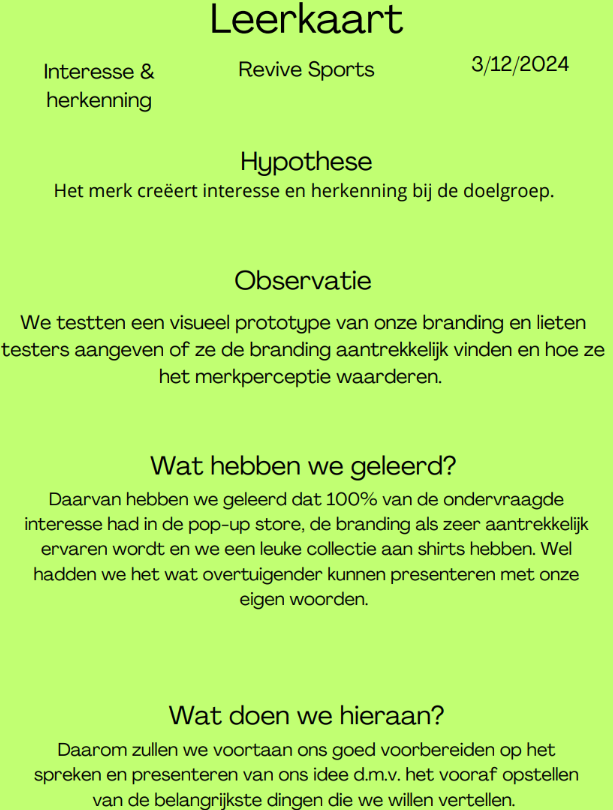 Leerkaart
Interesse &
herkenning
Revive Sports
3/12/2024
Hypothese
Het merk creëert interesse en herkenning bij de doelgroep.
Observatie
We testten een visueel prototype van onze branding en lieten
testers aangeven of ze de branding aantrekkelijk vinden en hoe ze
het merkperceptie waarderen.
Wat hebben we geleerd?
Daarvan hebben we geleerd dat 100% van de ondervraagde
interesse had in de pop-up store, de branding als zeer aantrekkelijk
ervaren wordt en we een leuke collectie aan shirts hebben. Wel
hadden we het wat overtuigender kunnen presenteren met onze
eigen woorden.
Wat doen we hieraan?
Daarom zullen we voortaan ons goed voorbereiden op het
spreken en presenteren van ons idee d.m.v. het vooraf opstellen
van de belangrijkste dingen die we willen vertellen.